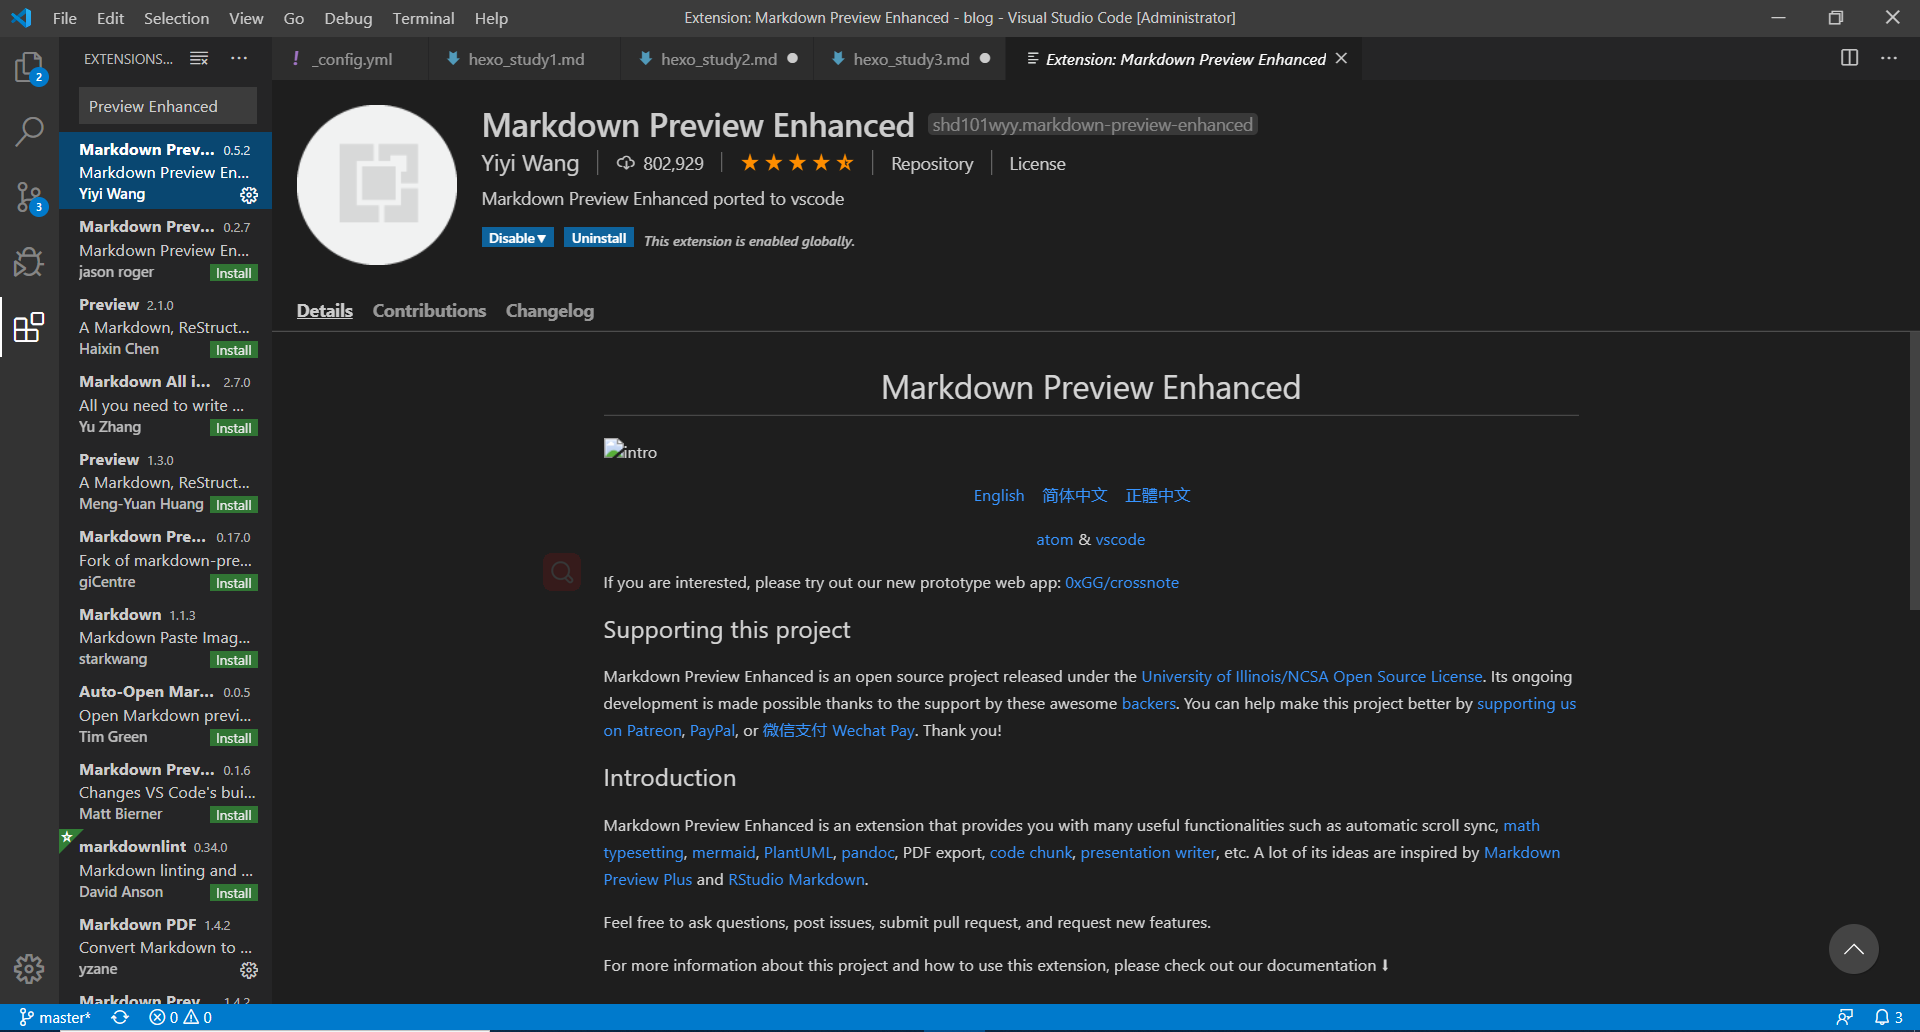 File Edit Selection View Go Debug Terminal Help
Extension: Markdown Preview Enhanced - blog - Visual Studio Code [Administrator]
EXTENSIONS...
! _config.yml
hexo_study1.md
hexo_study2.md
hexo_study3.md
Extension: Markdown Preview Enhanced
2
3
Preview Enhanced
Markdown Prev... 0.5.2
Markdown Preview En...
Yiyi Wang
Markdown Prev... 0.2.7
Markdown Preview En...
jason roger Install
Preview 2.1.0
A Markdown, ReStruct...
Haixin Chen Install
Markdown All i... 2.7.0
All you need to write ...
Yu Zhang Install
Preview 1.3.0
A Markdown, ReStruct...
Meng-Yuan Huang Install
Markdown Pre... 0.17.0
Fork of markdown-pre...
giCentre Install
Markdown 1.1.3
Markdown Paste Imag...
starkwang Install
Auto-Open Mar... 0.0.5
Open Markdown previ...
Tim Green Install
Markdown Prev... 0.1.6
Changes VS Code's bui...
Matt Bierner Install
markdownlint 0.34.0
Markdown linting and ...
David Anson Install
Markdown PDF 1.4.2
Convert Markdown to ...
yzane
Markdown Prev 1.4.2
Markdown Preview Enhanced shd101wyy.markdown-preview-enhanced
Yiyi Wang 802,929 Repository License
Markdown Preview Enhanced ported to vscode
Disable▼ Uninstall This extension is enabled globally.
Details Contributions Changelog
Markdown Preview Enhanced
intro
English 简体中文 正體中文
atom & vscode
If you are interested, please try out our new prototype web app: 0xGG/crossnote
Supporting this project
Markdown Preview Enhanced is an open source project released under the University of Illinois/NCSA Open Source License. Its ongoing
development is made possible thanks to the support by these awesome backers. You can help make this project better by supporting us
on Patreon, PayPal, or 微信支付 Wechat Pay. Thank you!
Introduction
Markdown Preview Enhanced is an extension that provides you with many useful functionalities such as automatic scroll sync, math
typesetting, mermaid, PlantUML, pandoc, PDF export, code chunk, presentation writer, etc. A lot of its ideas are inspired by Markdown
Preview Plus and RStudio Markdown.
Feel free to ask questions, post issues, submit pull request, and request new features.
For more information about this project and how to use this extension, please check out our documentation ⬇
master* 0 0 3